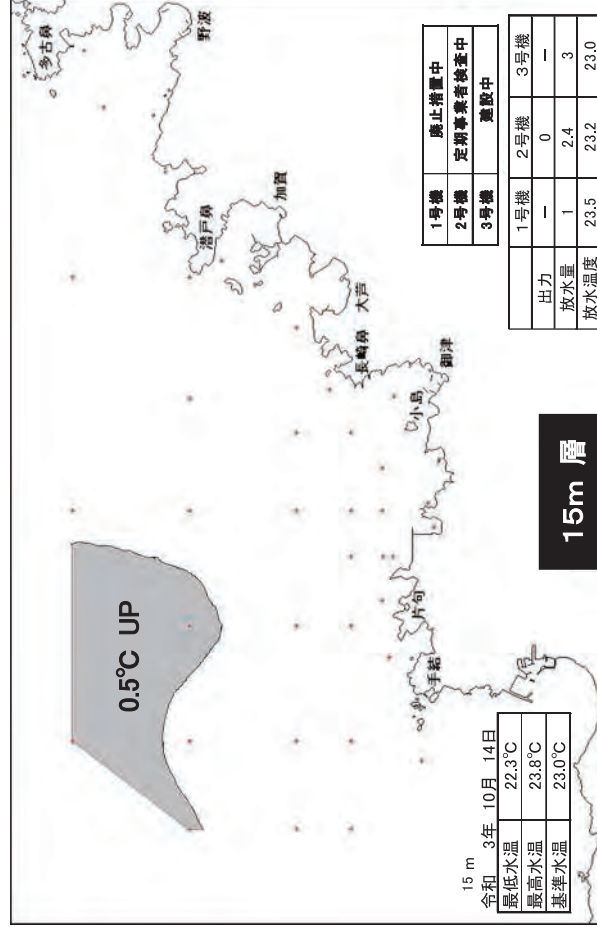 多古鼻
野波
潜戸鼻
加賀
大芦
長崎鼻
御津
小島
片句
手結
0.5℃ UP
1号機 廃止措置中
2号機 定期事業者検査中
3号機 建設中
1号機 2号機 3号機
出力 － 0 －
放水量 1 2.4 3
放水温度 23.5 23.2 23.0
15m 層
15 m
令和 3年 10月 14日
最低水温 22.3℃
最高水温 23.8℃
基準水温 23.0℃